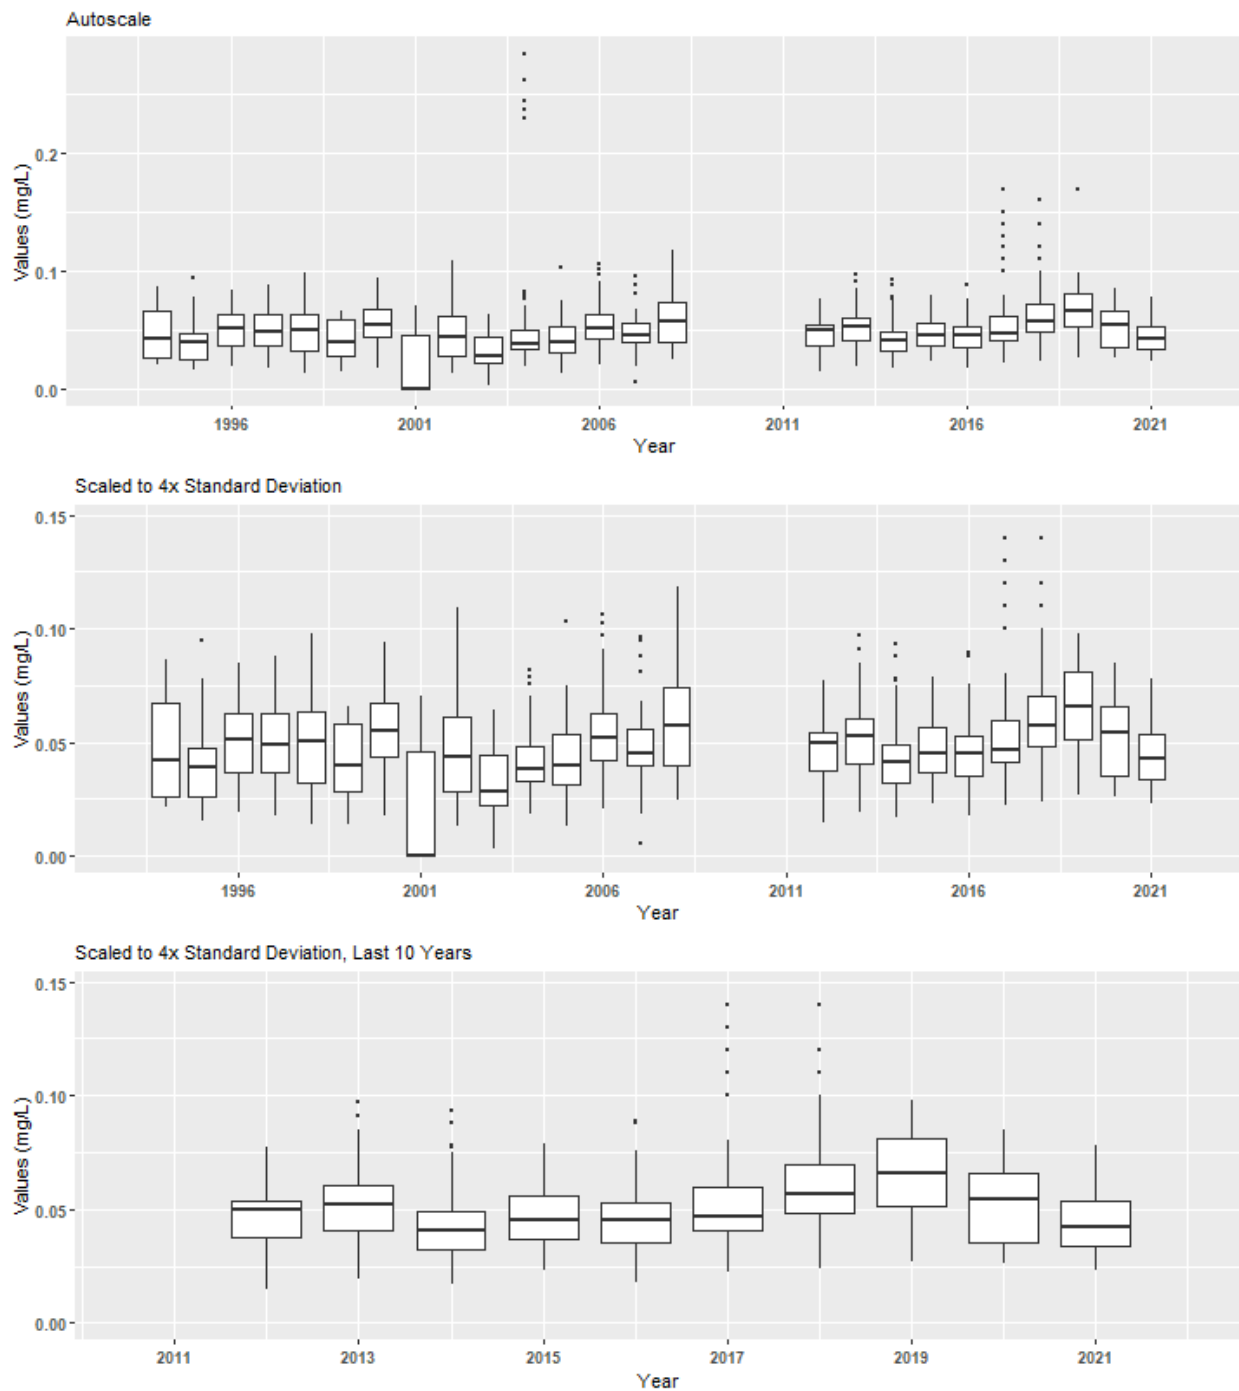 Autoscale
Values (mg/L)
0.2
0.1
0.0
1996 2001 2006 2011 2016 2021
Year
Scaled to 4x Standard Deviation
Values (mg/L)
0.15
0.10
0.05
0.00
1996 2001 2006 2011 2016 2021
Year
Scaled to 4x Standard Deviation, Last 10 Years
Values (mg/L)
0.15
0.10
0.05
0.00
2011 2013 2015 2017 2019 2021
Year